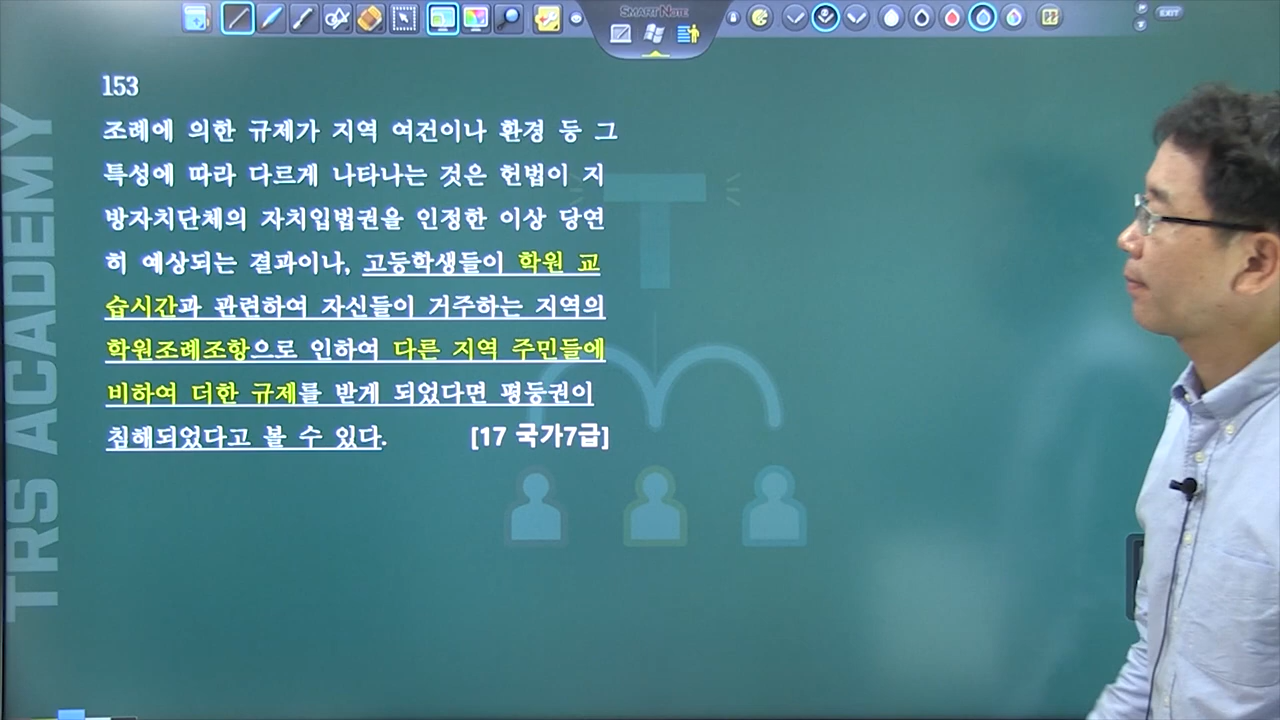 SMART NOTE
EXIT
TRS ACADEMY
153
조례에 의한 규제가 지역 여건이나 환경 등 그
특성에 따라 다르게 나타나는 것은 헌법이 지
방자치단체의 자치입법권을 인정한 이상 당연
히 예상되는 결과이나, 고등학생들이 학원 교
습시간과 관련하여 자신들이 거주하는 지역의
학원조례조항으로 인하여 다른 지역 주민들에
비하여 더한 규제를 받게 되었다면 평등권이
침해되었다고 볼 수 있다. [17 국가7급]